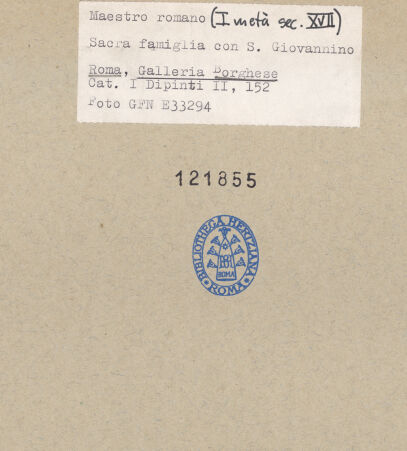 Maestro romano (I metà sec. XVII)
Sacra famiglia con S. Giovannino
Roma, Galleria Borghese
Cat. I Dipinti II, 152
Foto GFN E33294
121855
BIBLIOTHECA HERTZIANA
ROMA
ROMA